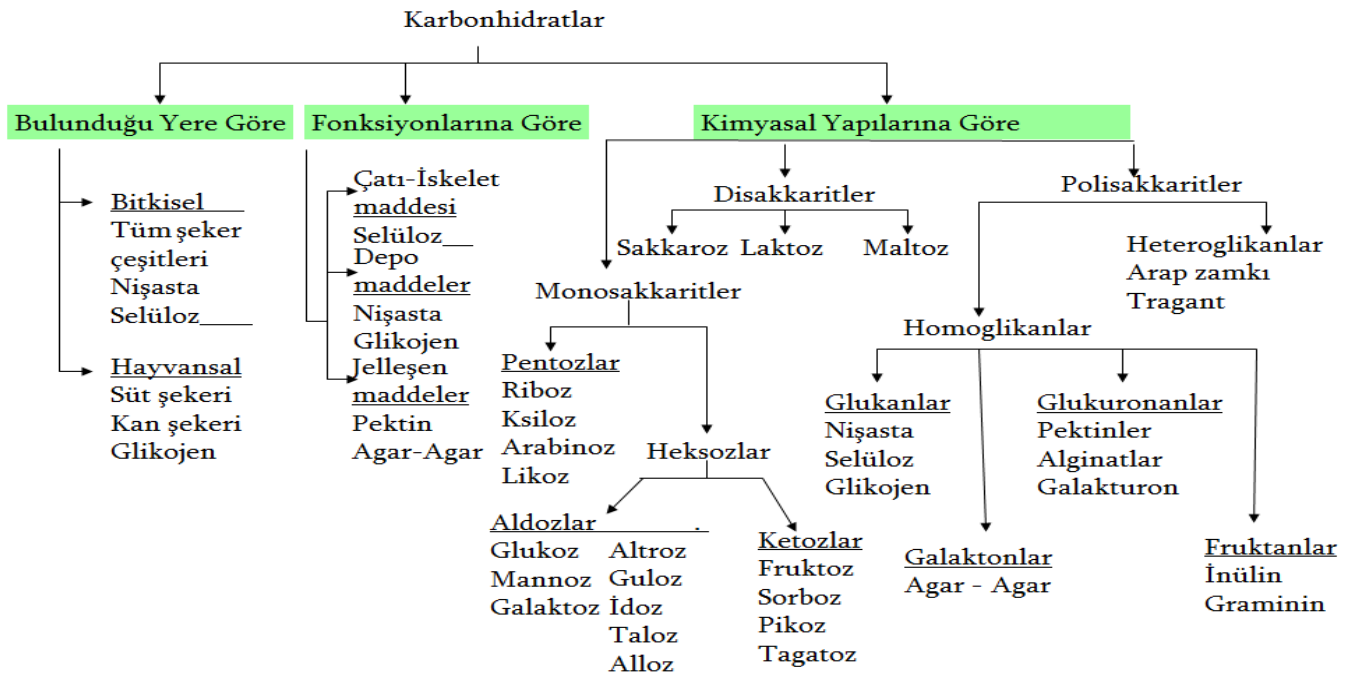 Karbonhidratlar
Bulunduğu Yere Göre
Bitkisel
Tüm şeker
çeşitleri
Nişasta
Selüloz
Hayvansal
Süt şekeri
Kan şekeri
Glikojen
Fonksiyonlarına Göre
Çatı-İskelet
maddesi
Selüloz
Depo
maddeler
Nişasta
Glikojen
Jelleşen
maddeler
Pektin
Agar-Agar
Kimyasal Yapılarına Göre
Monosakkaritler
Pentozlar
Riboz
Ksiloz
Arabinoz
Likoz
Heksozlar
Aldozlar .
Glukoz Altroz
Mannoz Guloz
Galaktoz İdoz
Taloz
Alloz
Ketozlar
Fruktoz
Sorboz
Pikoz
Tagatoz
Disakkaritler
Sakkaroz Laktoz Maltoz
Polisakkaritler
Homoglikanlar
Glukanlar
Nişasta
Selüloz
Glikojen
Galaktonlar
Agar - Agar
Glukuronanlar
Pektinler
Alginatlar
Galakturon
Fruktanlar
İnülin
Graminin
Heteroglikanlar
Arap zamkı
Tragant